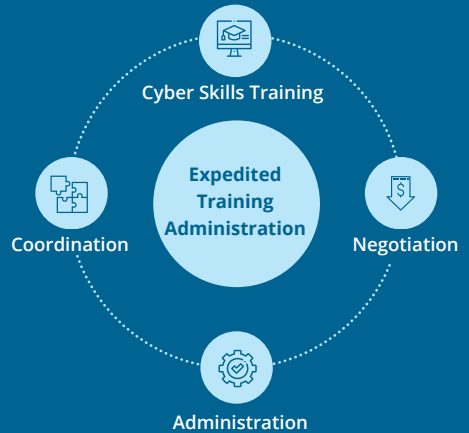 Cyber Skills Training
Expedited
Training
Administration
Coordination
Negotiation
$
Administration